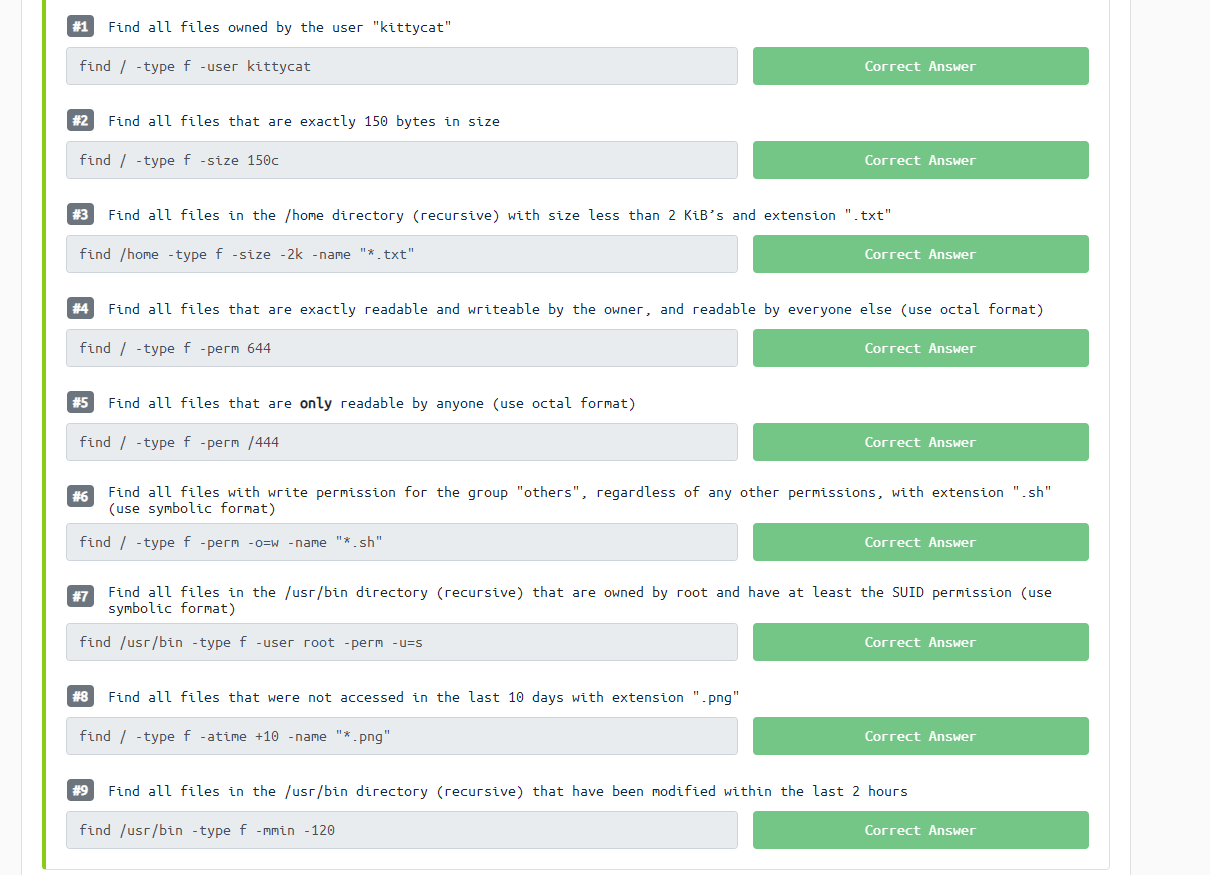 #1 Find all files owned by the user "kittycat"
find / -type f -user kittycat Correct Answer
#2 Find all files that are exactly 150 bytes in size
find / -type f -size 150c Correct Answer
#3 Find all files in the /home directory (recursive) with size less than 2 KiB’s and extension ".txt"
find /home -type f -size -2k -name "*.txt" Correct Answer
#4 Find all files that are exactly readable and writeable by the owner, and readable by everyone else (use octal format)
find / -type f -perm 644 Correct Answer
#5 Find all files that are only readable by anyone (use octal format)
find / -type f -perm /444 Correct Answer
#6 Find all files with write permission for the group "others", regardless of any other permissions, with extension ".sh"
(use symbolic format)
find / -type f -perm -o=w -name "*.sh" Correct Answer
#7 Find all files in the /usr/bin directory (recursive) that are owned by root and have at least the SUID permission (use
symbolic format)
find /usr/bin -type f -user root -perm -u=s Correct Answer
#8 Find all files that were not accessed in the last 10 days with extension ".png"
find / -type f -atime +10 -name "*.png" Correct Answer
#9 Find all files in the /usr/bin directory (recursive) that have been modified within the last 2 hours
find /usr/bin -type f -mmin -120 Correct Answer